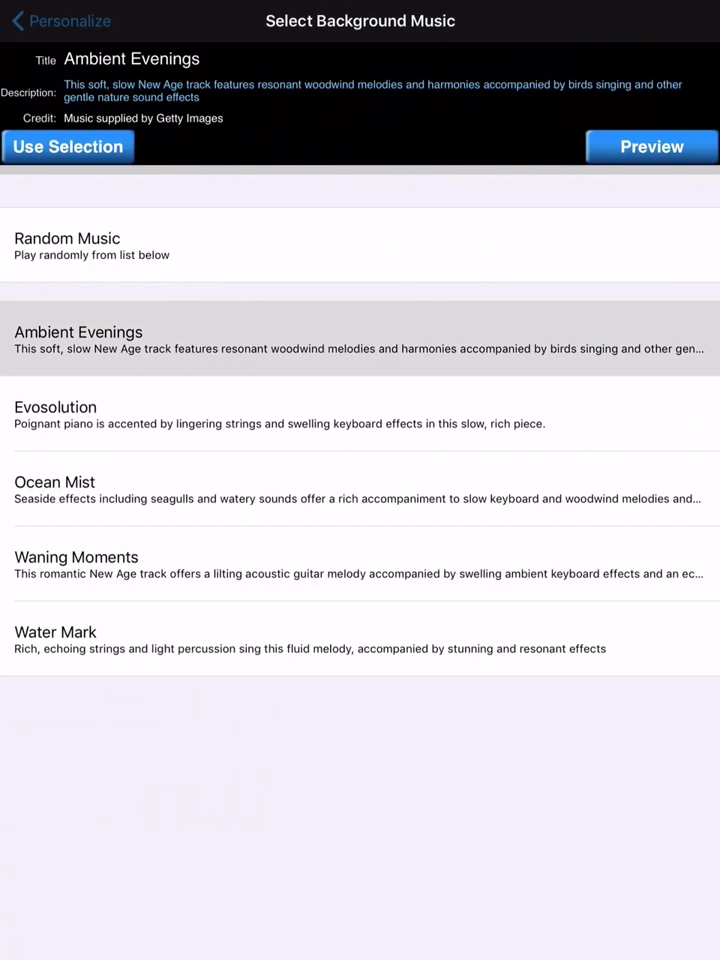 Personalize
Select Background Music
Title Ambient Evenings
Description: This soft, slow New Age track features resonant woodwind melodies and harmonies accompanied by birds singing and other
gentle nature sound effects
Credit: Music supplied by Getty Images
Use Selection
Preview
Random Music
Play randomly from list below
Ambient Evenings
This soft, slow New Age track features resonant woodwind melodies and harmonies accompanied by birds singing and other gen...
Evosolution
Poignant piano is accented by lingering strings and swelling keyboard effects in this slow, rich piece.
Ocean Mist
Seaside effects including seagulls and watery sounds offer a rich accompaniment to slow keyboard and woodwind melodies and...
Waning Moments
This romantic New Age track offers a lilting acoustic guitar melody accompanied by swelling ambient keyboard effects and an ec...
Water Mark
Rich, echoing strings and light percussion sing this fluid melody, accompanied by stunning and resonant effects